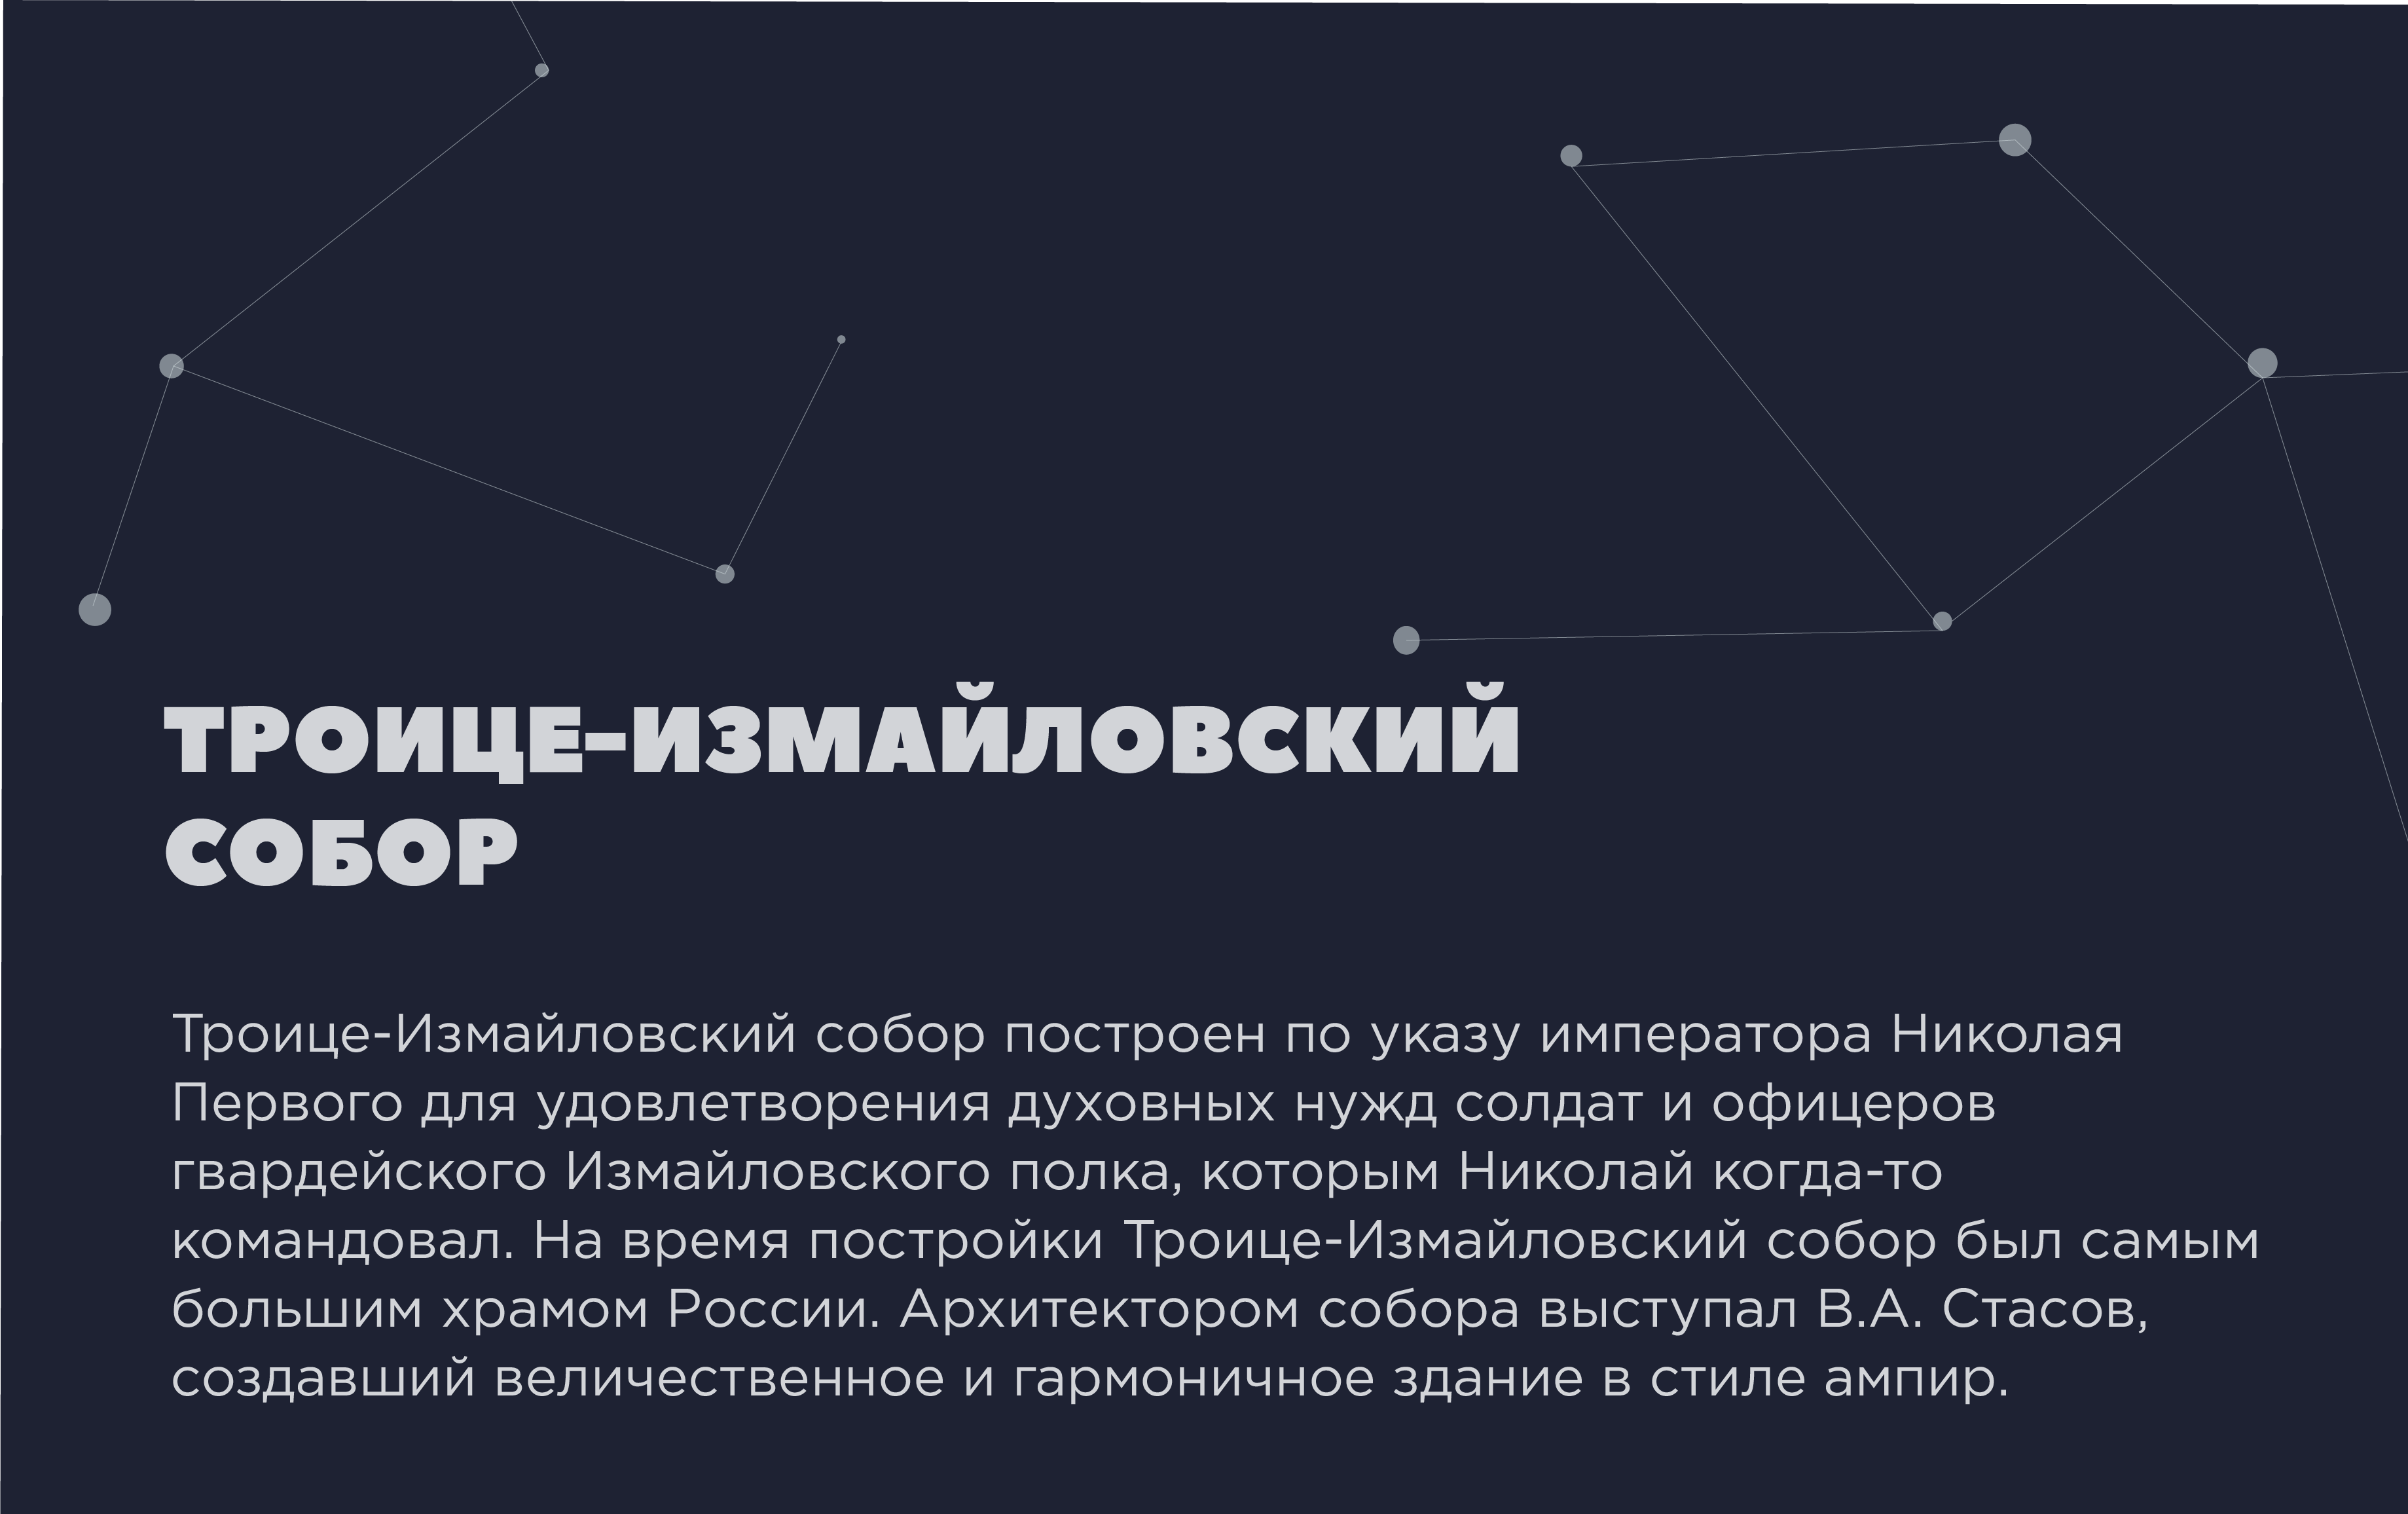 ТРОИЦЕ-ИЗМАЙЛОВСКИЙ
СОБОР
Троице-Измайловский собор построен по указу императора Николая
Первого для удовлетворения духовных нужд солдат и офицеров
гвардейского Измайловского полка, которым Николай когда-то
командовал. На время постройки Троице-Измайловский собор был самым
большим храмом России. Архитектором собора выступал В.А. Стасов,
создавший величественное и гармоничное здание в стиле ампир.